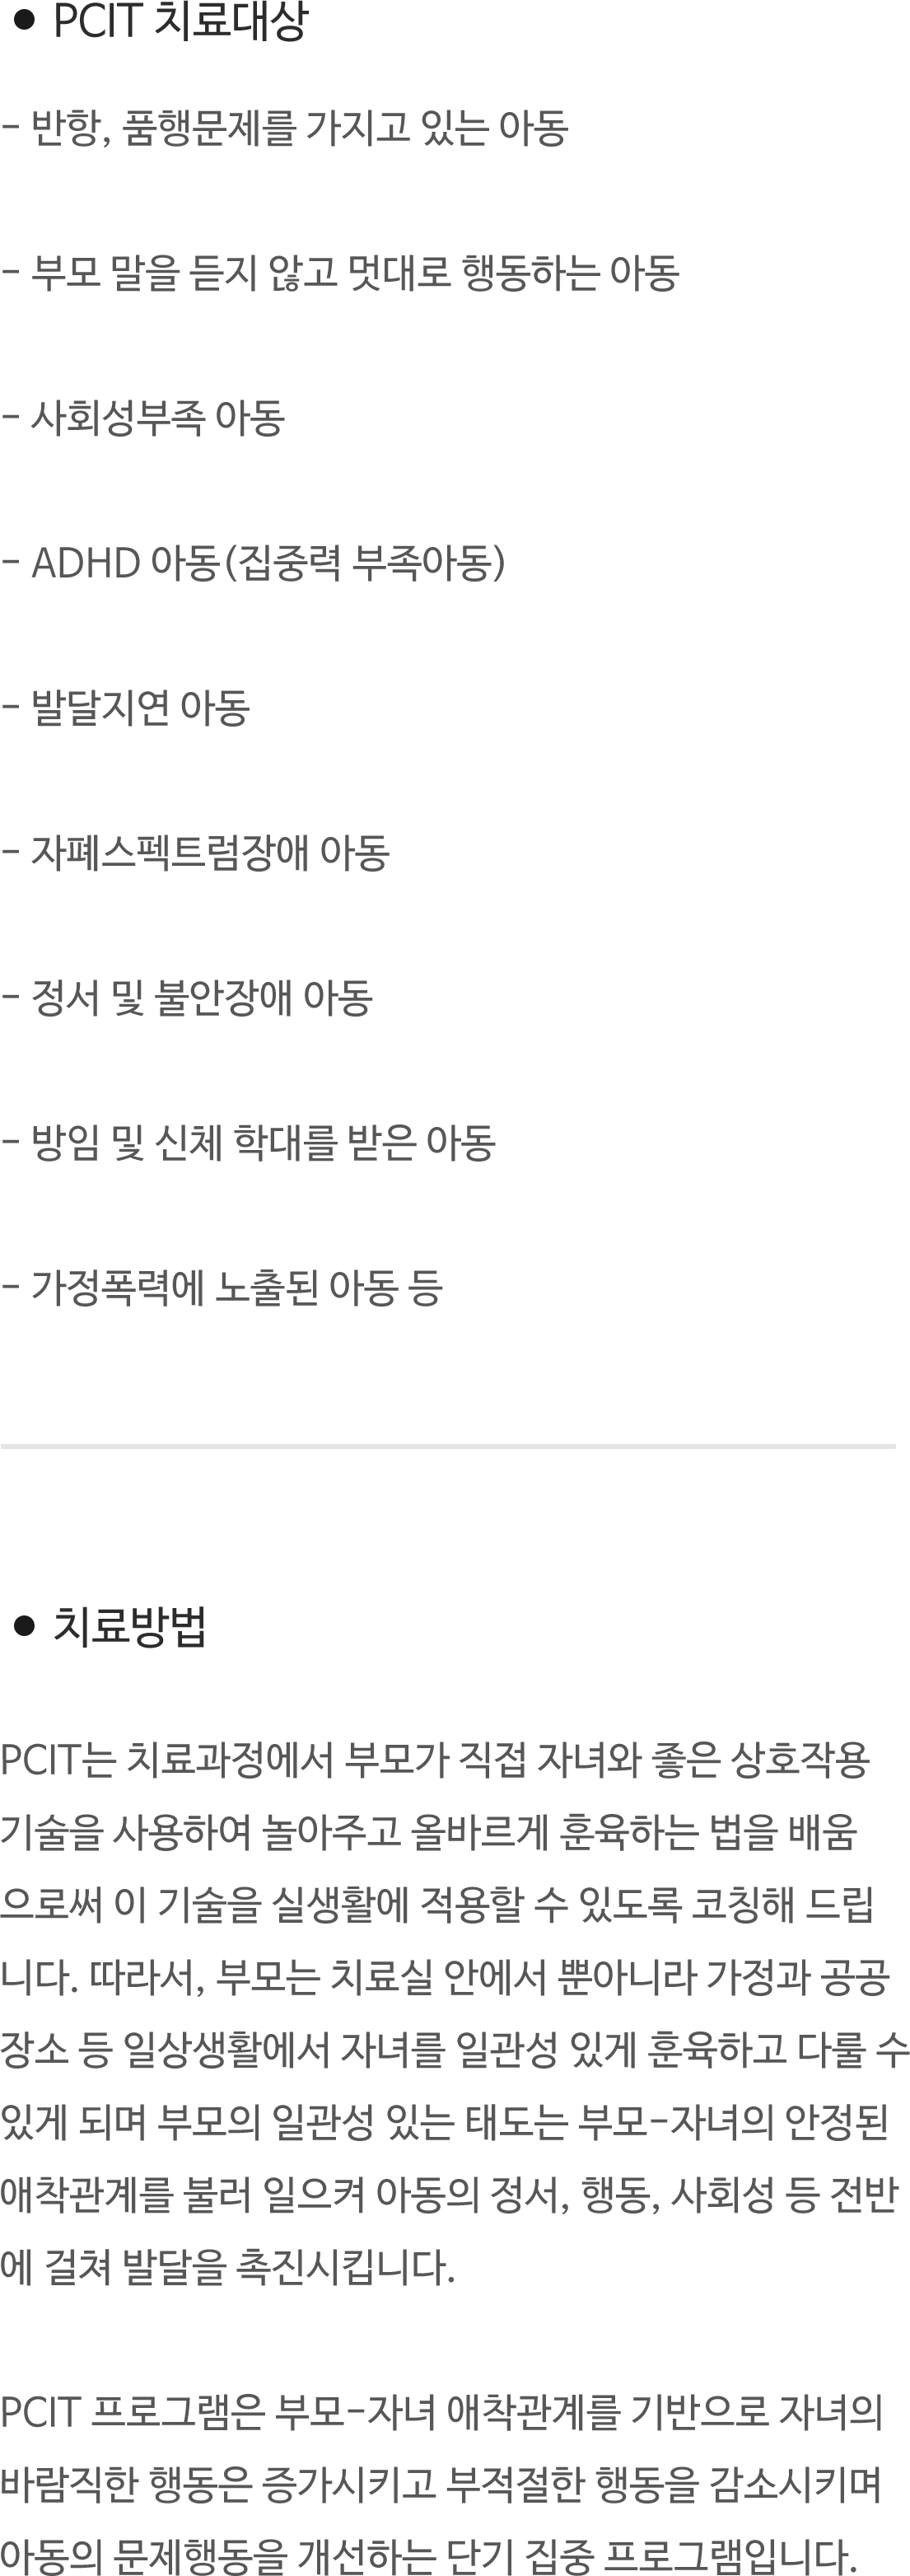 ● PCIT 치료대상
- 반항, 품행문제를 가지고 있는 아동
- 부모 말을 듣지 않고 멋대로 행동하는 아동
- 사회성부족 아동
- ADHD 아동(집중력 부족아동)
- 발달지연 아동
- 자폐스펙트럼장애 아동
- 정서 및 불안장애 아동
- 방임 및 신체 학대를 받은 아동
- 가정폭력에 노출된 아동 등
● 치료방법
PCIT는 치료과정에서 부모가 직접 자녀와 좋은 상호작용
기술을 사용하여 놀아주고 올바르게 훈육하는 법을 배움
으로써 이 기술을 실생활에 적용할 수 있도록 코칭해 드립
니다. 따라서, 부모는 치료실 안에서 뿐아니라 가정과 공공
장소 등 일상생활에서 자녀를 일관성 있게 훈육하고 다룰 수
있게 되며 부모의 일관성 있는 태도는 부모-자녀의 안정된
애착관계를 불러 일으켜 아동의 정서, 행동, 사회성 등 전반
에 걸쳐 발달을 촉진시킵니다.
PCIT 프로그램은 부모-자녀 애착관계를 기반으로 자녀의
바람직한 행동은 증가시키고 부적절한 행동을 감소시키며
아동의 문제행동을 개선하는 단기 집중 프로그램입니다.